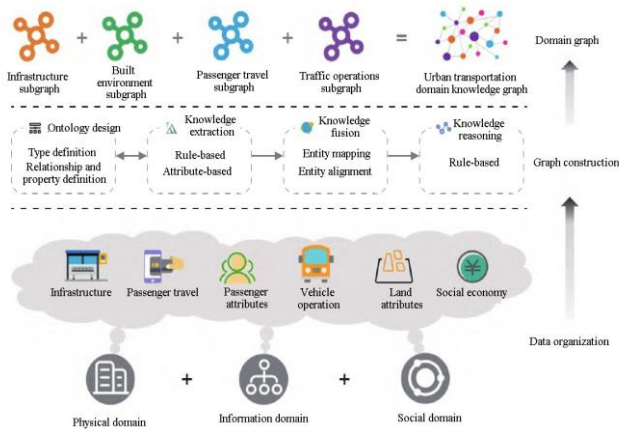 + + + =
Infrastructure
subgraph
Built
environment
subgraph
Passenger travel
subgraph
Traffic operations
subgraph
Urban transportation
domain knowledge graph
Domain graph
Ontology design
Type definition
Relationship and
property definition
Knowledge
extraction
Rule-based
Attribute-based
Knowledge
fusion
Entity mapping
Entity alignment
Knowledge
reasoning
Rule-based
Graph construction
Infrastructure
Passenger travel
Passenger
attributes
Vehicle
operation
Land
attributes
¥
Social economy
Data organization
+ +
Physical domain
Information domain
Social domain